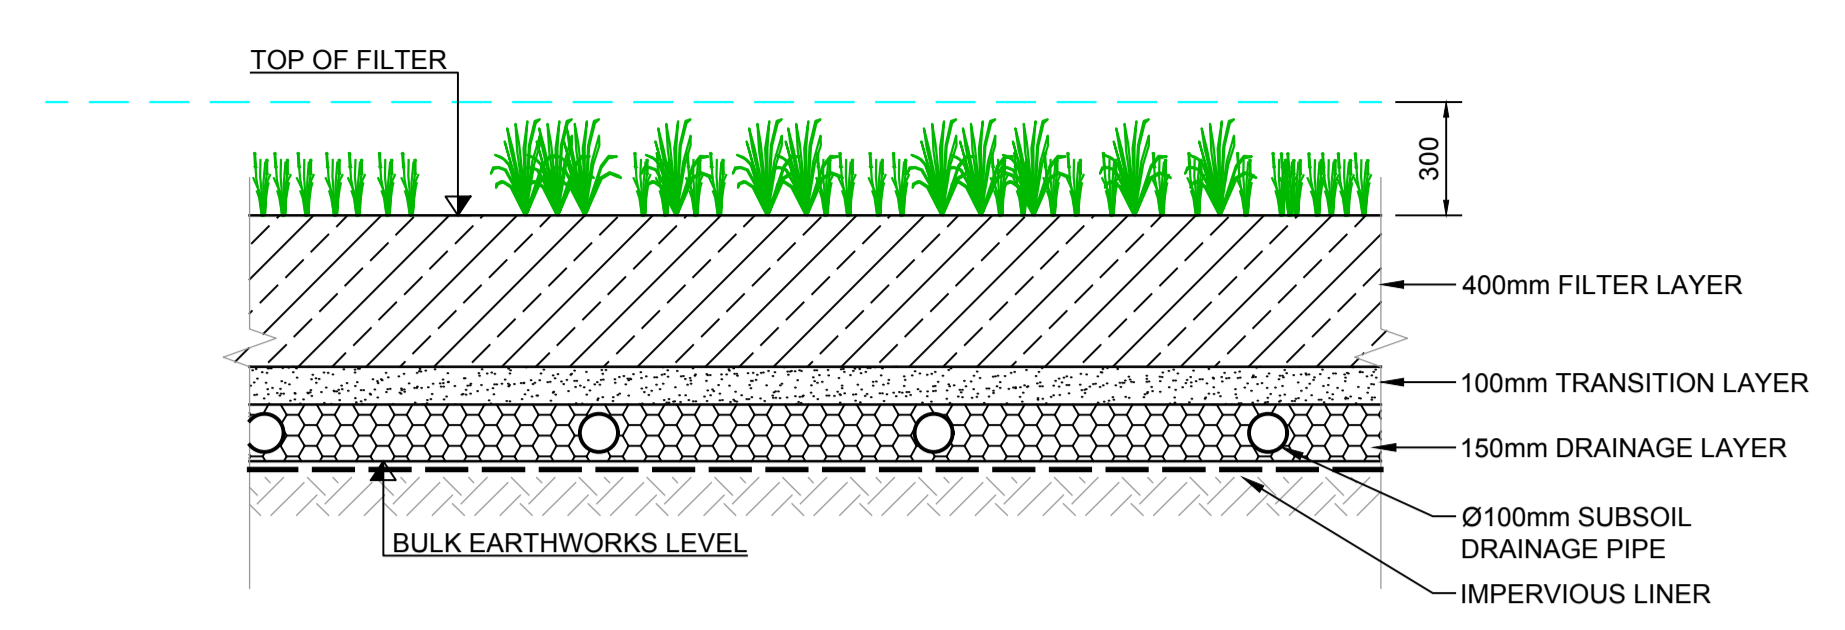 TOP OF FILTER
300
400mm FILTER LAYER
100mm TRANSITION LAYER
150mm DRAINAGE LAYER
Ø100mm SUBSOIL
DRAINAGE PIPE
BULK EARTHWORKS LEVEL
IMPERVIOUS LINER